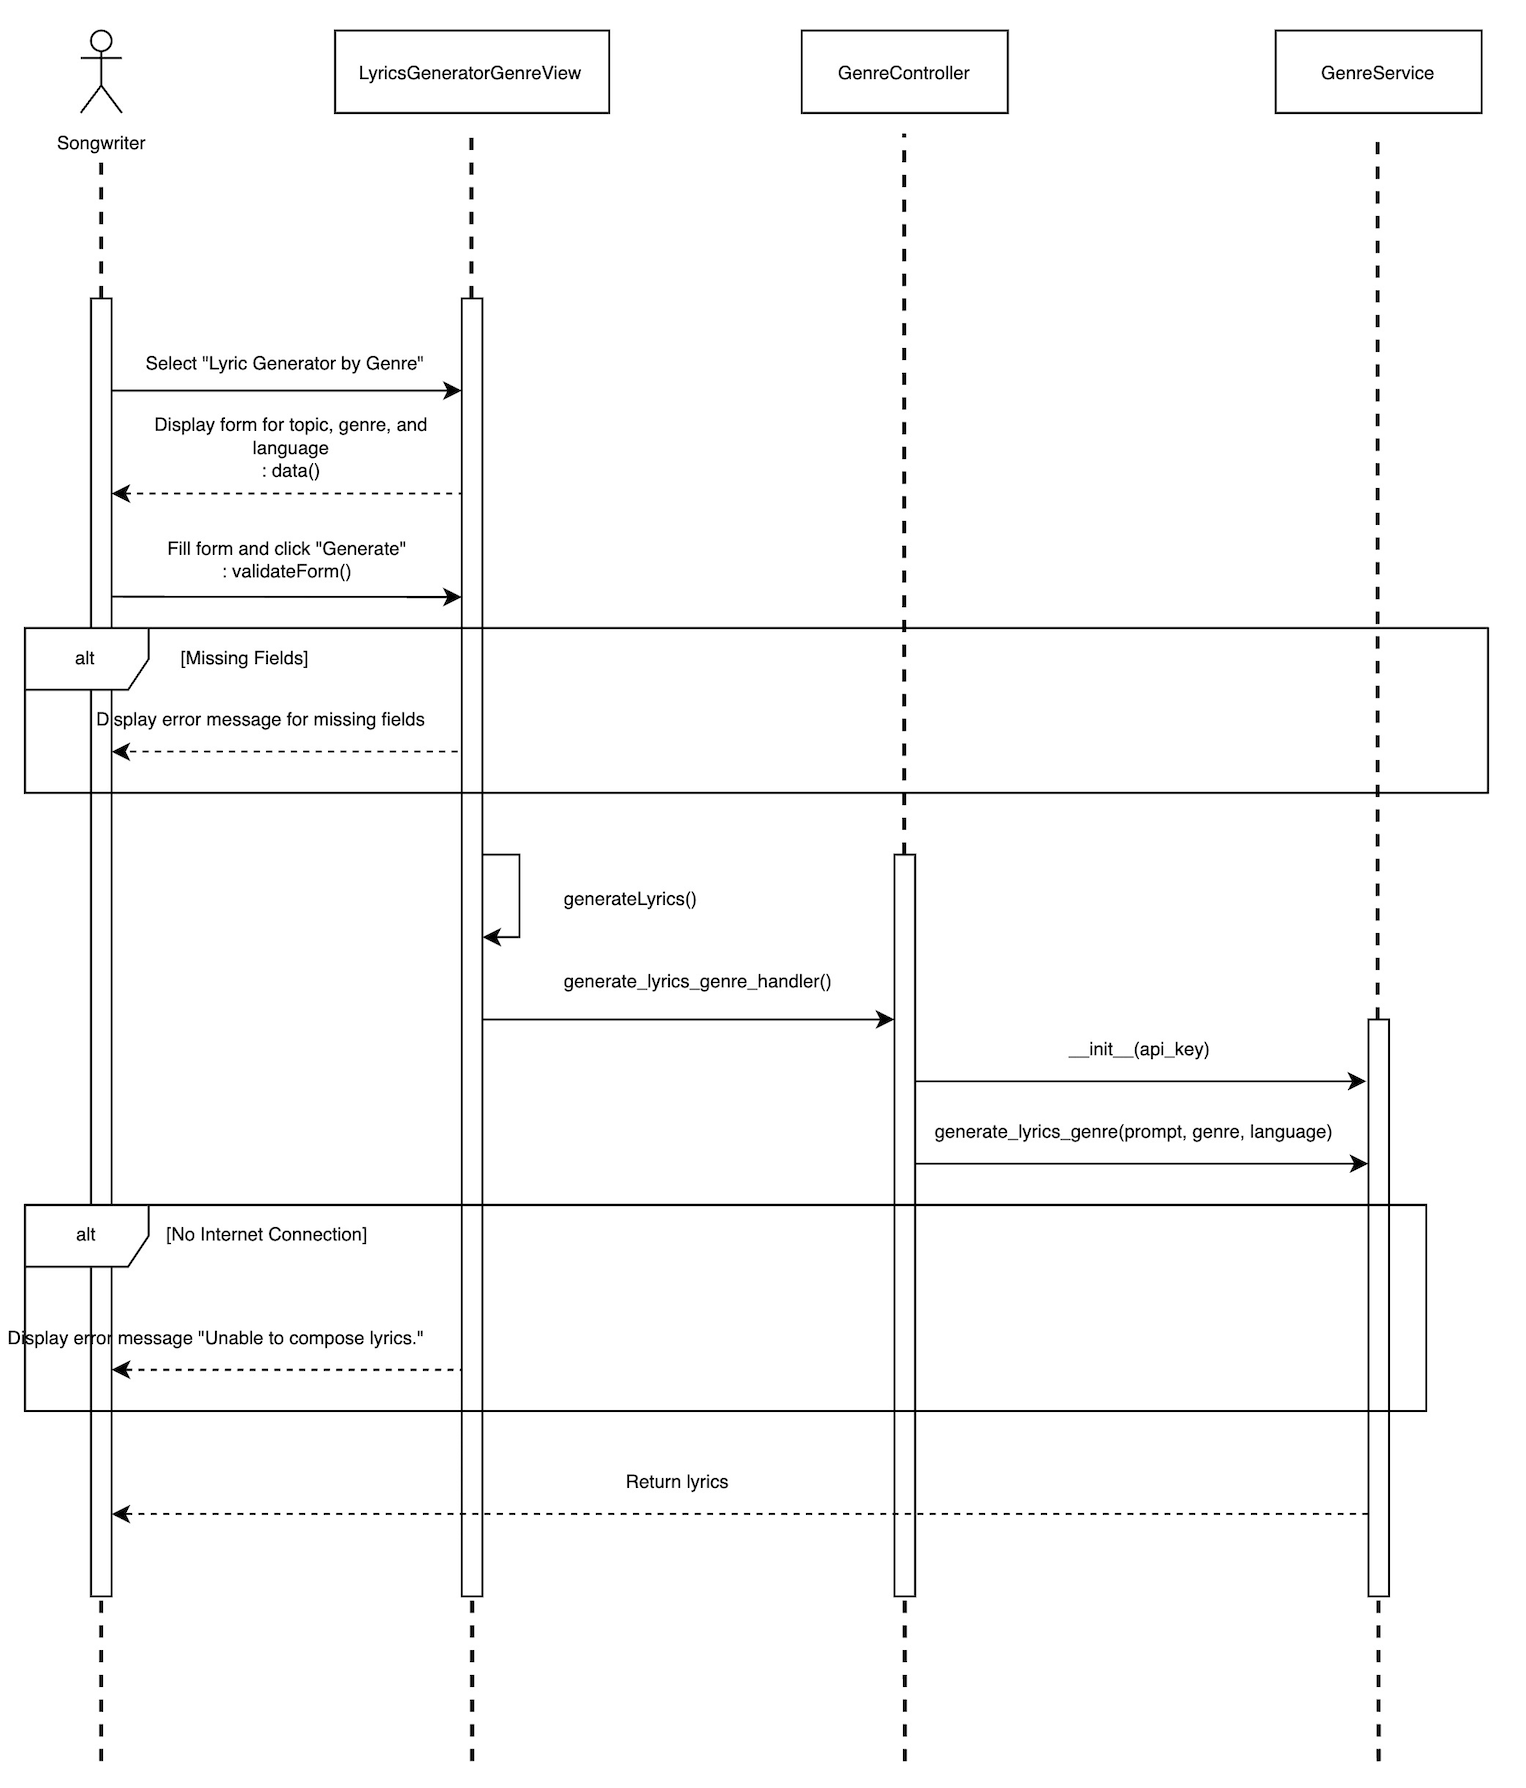 LyricsGeneratorGenreView
GenreController
GenreService
Songwriter
Select "Lyric Generator by Genre"
Display form for topic, genre, and
language
: data()
Fill form and click "Generate"
: validateForm()
alt
[Missing Fields]
Display error message for missing fields
generateLyrics()
generate_lyrics_genre_handler()
__init__(api_key)
generate_lyrics_genre(prompt, genre, language)
alt
[No Internet Connection]
Display error message "Unable to compose lyrics."
Return lyrics